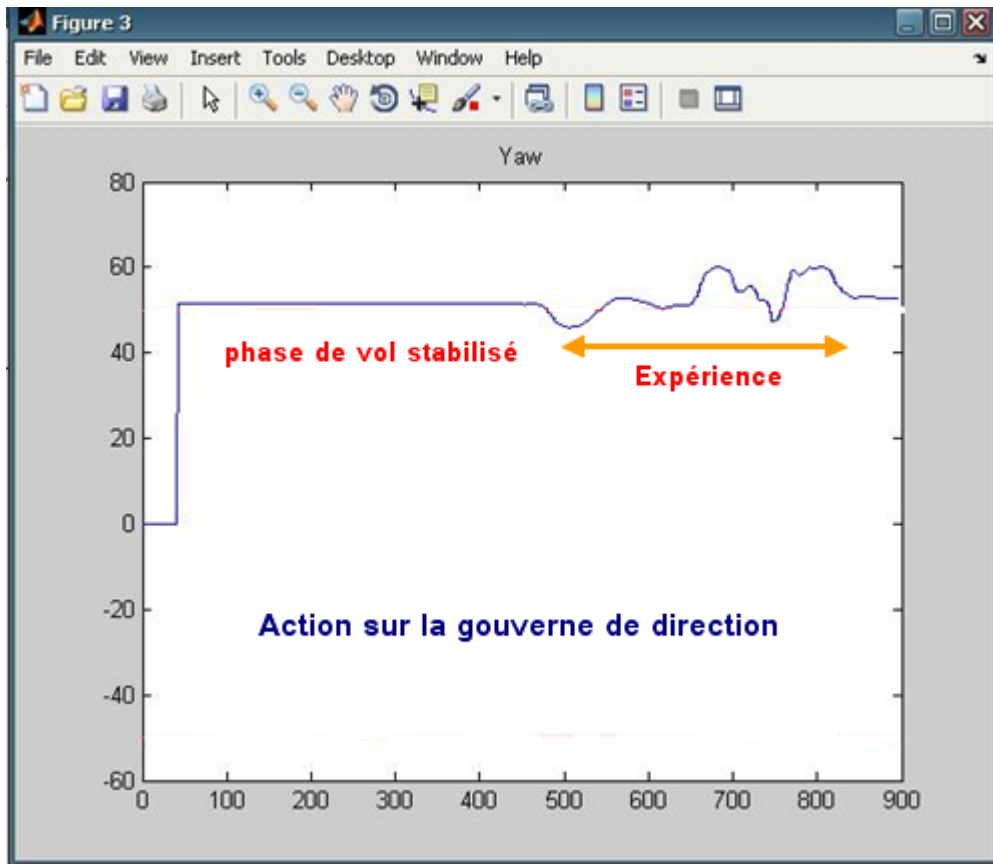 Figure 3
File Edit View Insert Tools Desktop Window Help
Yaw
80
60
40
20
0
-20
-40
-60
phase de vol stabilisé
Expérience
Action sur la gouverne de direction
0 100 200 300 400 500 600 700 800 900